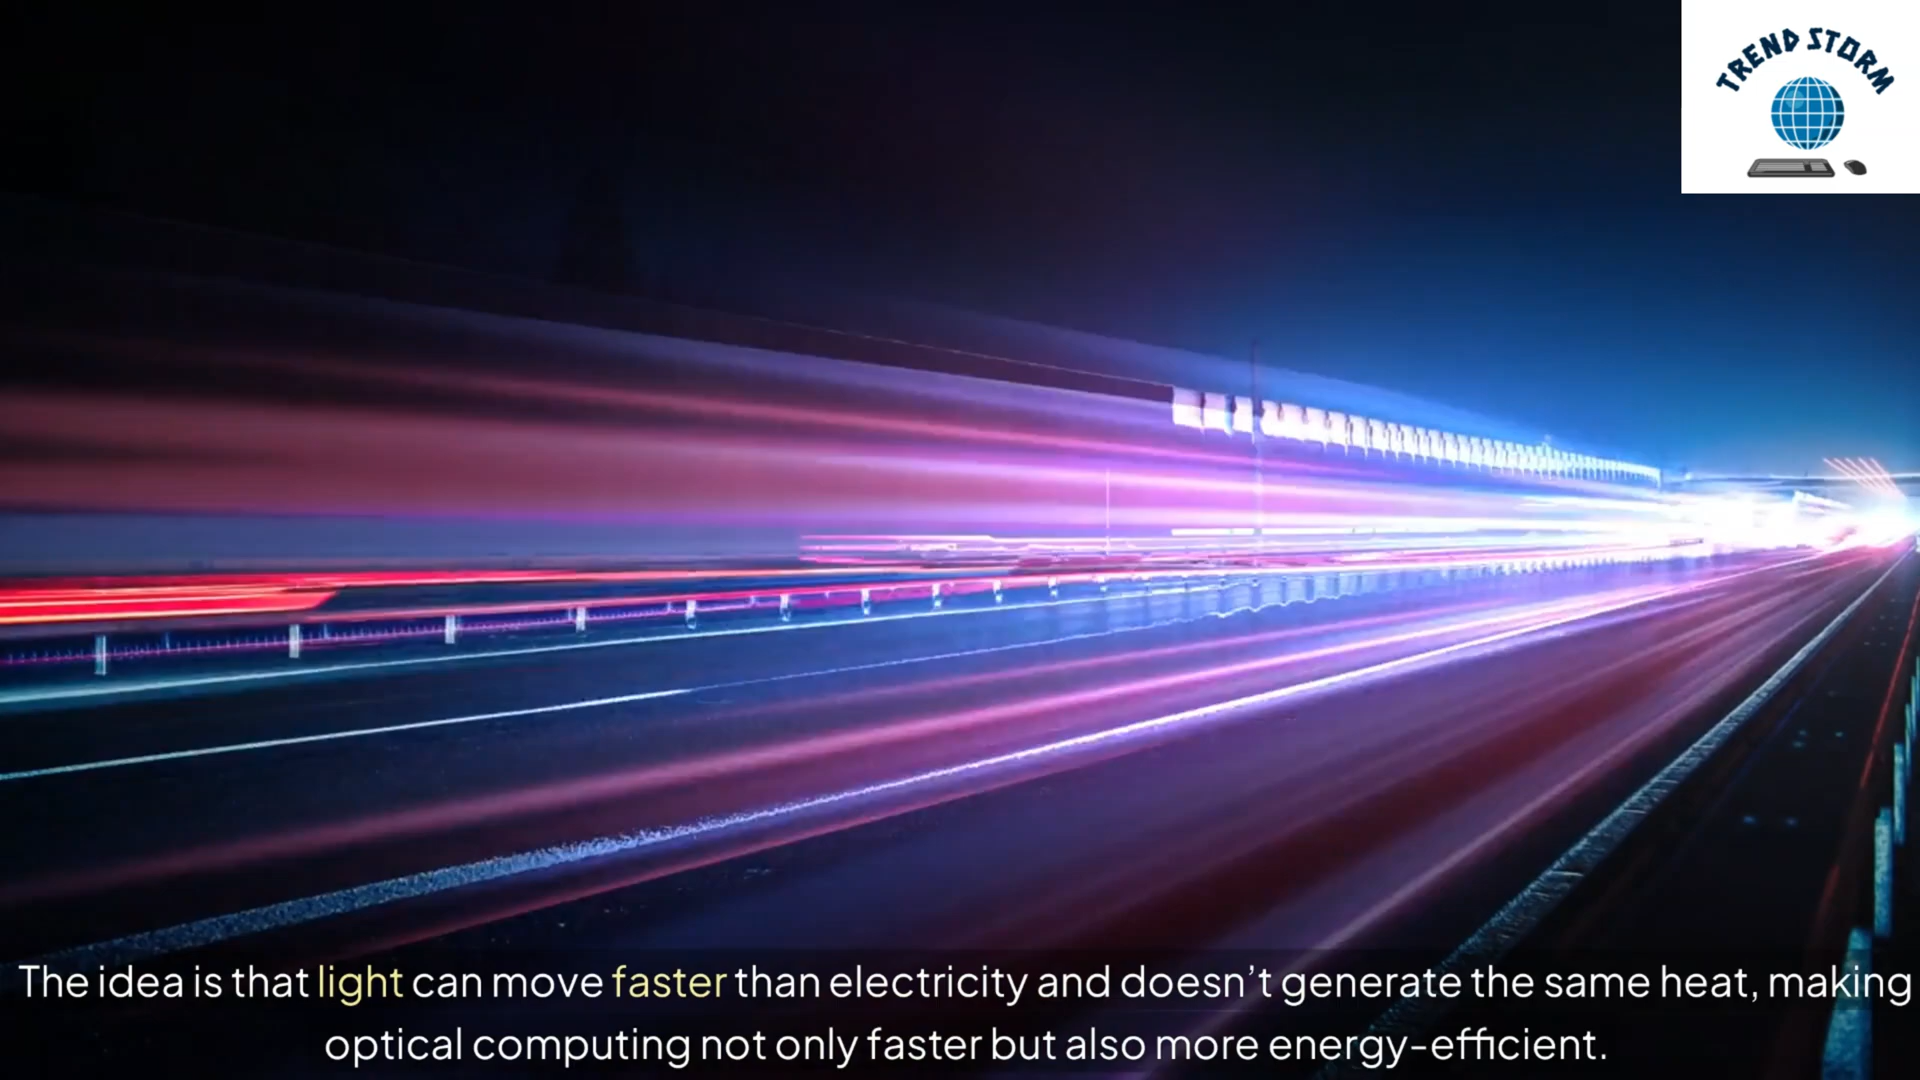 TREND STORM
The idea is that light can move faster than electricity and doesn’t generate the same heat, making
optical computing not only faster but also more energy-efficient.